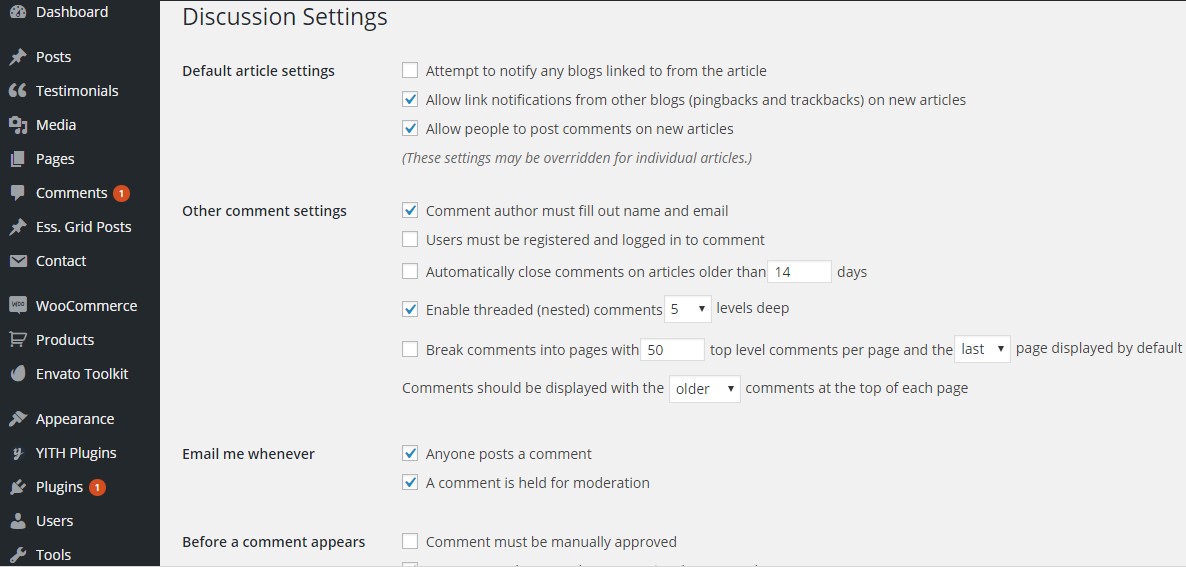 Dashboard
Posts
Testimonials
Media
Pages
Comments 1
Ess. Grid Posts
Contact
WooCommerce
Products
Envato Toolkit
Appearance
YITH Plugins
Plugins 1
Users
Tools
Discussion Settings
Default article settings
Attempt to notify any blogs linked to from the article
Allow link notifications from other blogs (pingbacks and trackbacks) on new articles
Allow people to post comments on new articles
(These settings may be overridden for individual articles.)
Other comment settings
Comment author must fill out name and email
Users must be registered and logged in to comment
Automatically close comments on articles older than 14 days
Enable threaded (nested) comments 5 levels deep
Break comments into pages with 50 top level comments per page and the last page displayed by default
Comments should be displayed with the older comments at the top of each page
Email me whenever
Anyone posts a comment
A comment is held for moderation
Before a comment appears
Comment must be manually approved